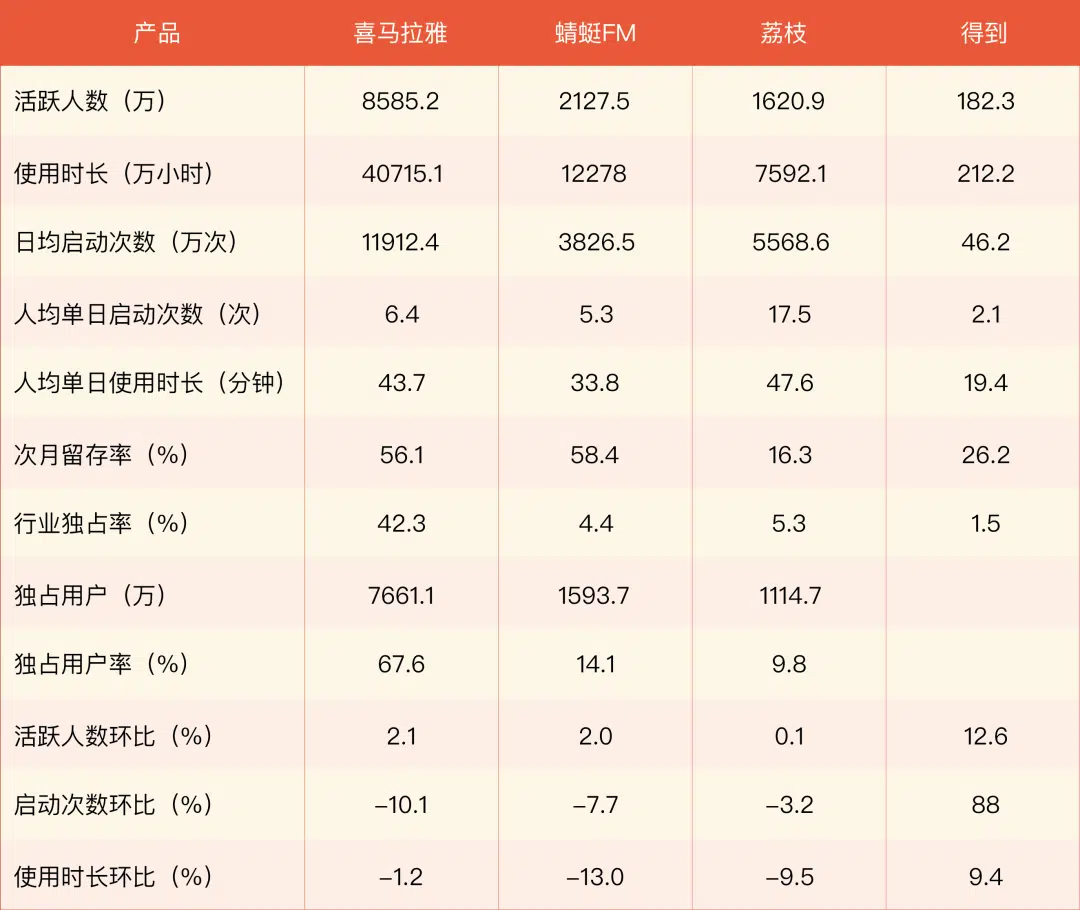 产品 喜马拉雅 蜻蜓FM 荔枝 得到
活跃人数（万） 8585.2 2127.5 1620.9 182.3
使用时长（万小时） 40715.1 12278 7592.1 212.2
日均启动次数（万次） 11912.4 3826.5 5568.6 46.2
人均单日启动次数（次） 6.4 5.3 17.5 2.1
人均单日使用时长（分钟） 43.7 33.8 47.6 19.4
次月留存率（%） 56.1 58.4 16.3 26.2
行业独占率（%） 42.3 4.4 5.3 1.5
独占用户（万） 7661.1 1593.7 1114.7
独占用户率（%） 67.6 14.1 9.8
活跃人数环比（%） 2.1 2.0 0.1 12.6
启动次数环比（%） –10.1 –7.7 –3.2 88
使用时长环比（%） –1.2 –13.0 –9.5 9.4